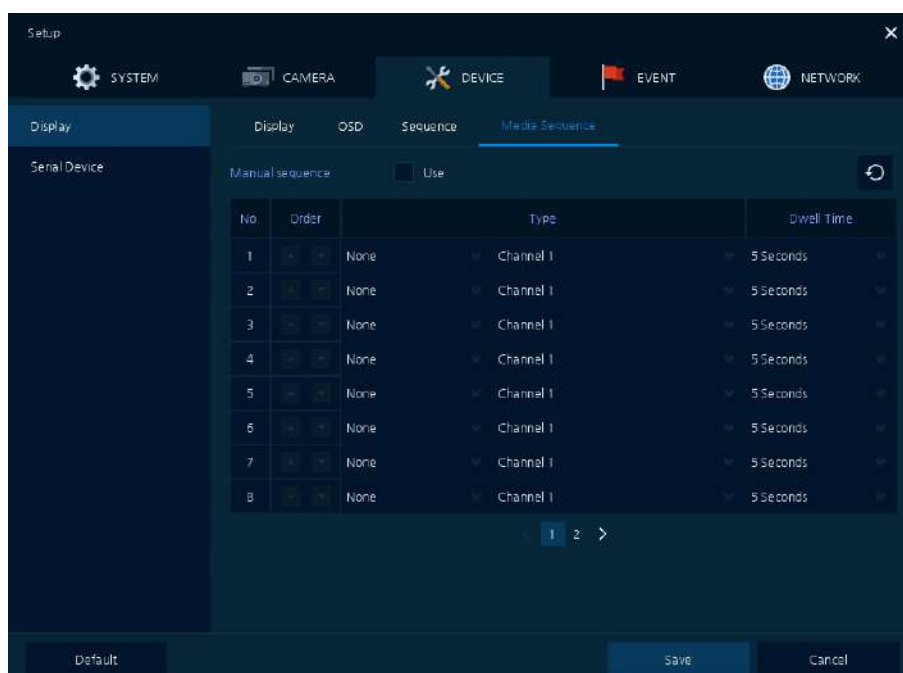 Setup
SYSTEM CAMERA DEVICE EVENT NETWORK
Display Display OSD Sequence Media Sequence
Serial Device Manual sequence Use
No. Order Type Dwell Time
1 None Channel 1 5 Seconds
2 None Channel 1 5 Seconds
3 None Channel 1 5 Seconds
4 None Channel 1 5 Seconds
5 None Channel 1 5 Seconds
6 None Channel 1 5 Seconds
7 None Channel 1 5 Seconds
8 None Channel 1 5 Seconds
1 2
Default Save Cancel